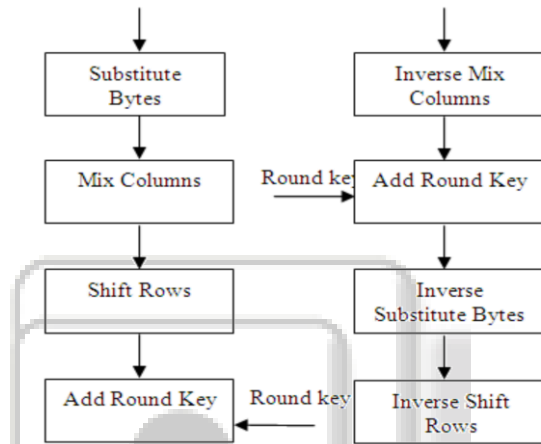 Substitute
Bytes
Mix Columns
Shift Rows
Add Round Key
Round key
Inverse Mix
Columns
Round key
Add Round Key
Inverse
Substitute Bytes
Inverse Shift
Rows